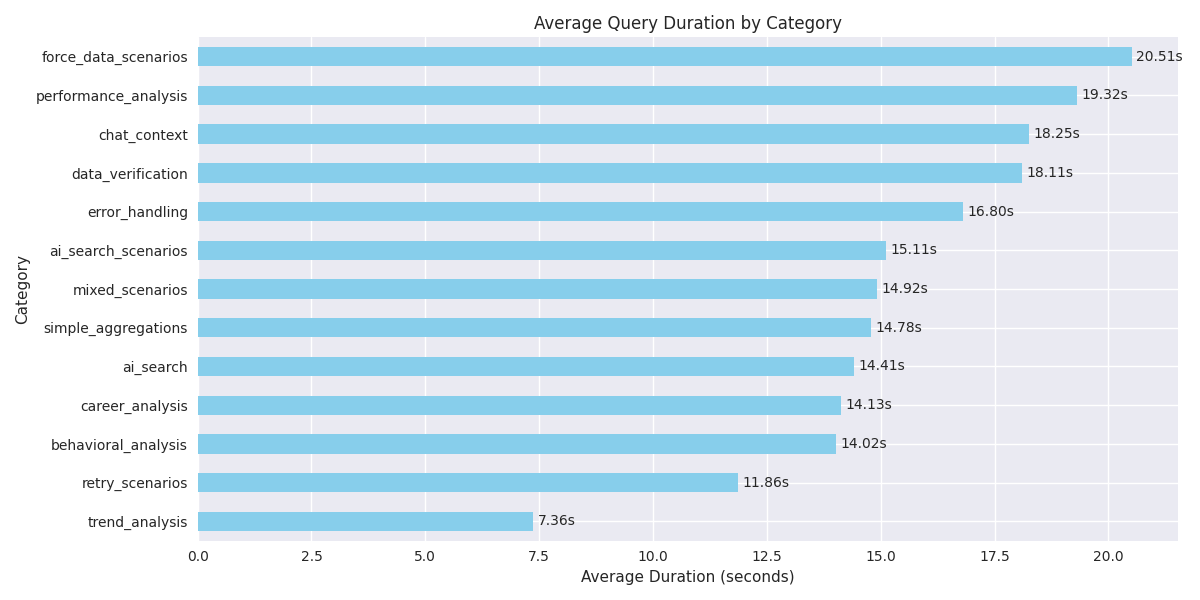 Average Query Duration by Category
Category
force_data_scenarios 20.51s
performance_analysis 19.32s
chat_context 18.25s
data_verification 18.11s
error_handling 16.80s
ai_search_scenarios 15.11s
mixed_scenarios 14.92s
simple_aggregations 14.78s
ai_search 14.41s
career_analysis 14.13s
behavioral_analysis 14.02s
retry_scenarios 11.86s
trend_analysis 7.36s
0.0 2.5 5.0 7.5 10.0 12.5 15.0 17.5 20.0
Average Duration (seconds)